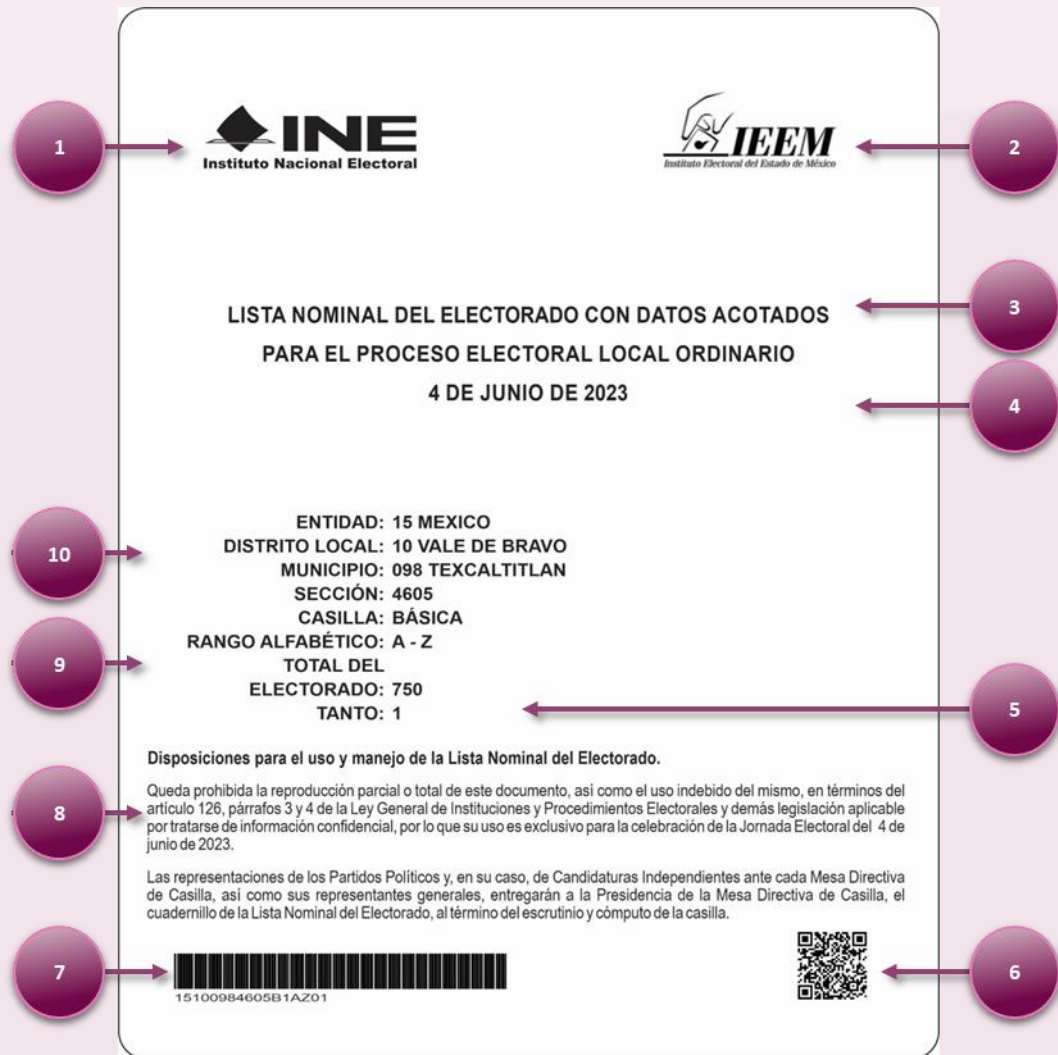 INE
Instituto Nacional Electoral
IEEM
Instituto Electoral del Estado de México
1
2
LISTA NOMINAL DEL ELECTORADO CON DATOS ACOTADOS
3
PARA EL PROCESO ELECTORAL LOCAL ORDINARIO
4 DE JUNIO DE 2023
4
ENTIDAD: 15 MEXICO
DISTRITO LOCAL: 10 VALE DE BRAVO
10
MUNICIPIO: 098 TEXCALTITLAN
SECCIÓN: 4605
CASILLA: BÁSICA
RANGO ALFABÉTICO: A - Z
9
TOTAL DEL
ELECTORADO: 750
TANTO: 1
5
Disposiciones para el uso y manejo de la Lista Nominal del Electorado.
Queda prohibida la reproducción parcial o total de este documento, así como el uso indebido del mismo, en términos del
8
artículo 126, párrafos 3 y 4 de la Ley General de Instituciones y Procedimientos Electorales y demás legislación aplicable
por tratarse de información confidencial, por lo que su uso es exclusivo para la celebración de la Jornada Electoral del 4 de
junio de 2023.
Las representaciones de los Partidos Políticos y, en su caso, de Candidaturas Independientes ante cada Mesa Directiva
de Casilla, así como sus representantes generales, entregarán a la Presidencia de la Mesa Directiva de Casilla, el
cuadernillo de la Lista Nominal del Electorado, al término del escrutinio y cómputo de la casilla.
7
6
15100984605B1AZ01